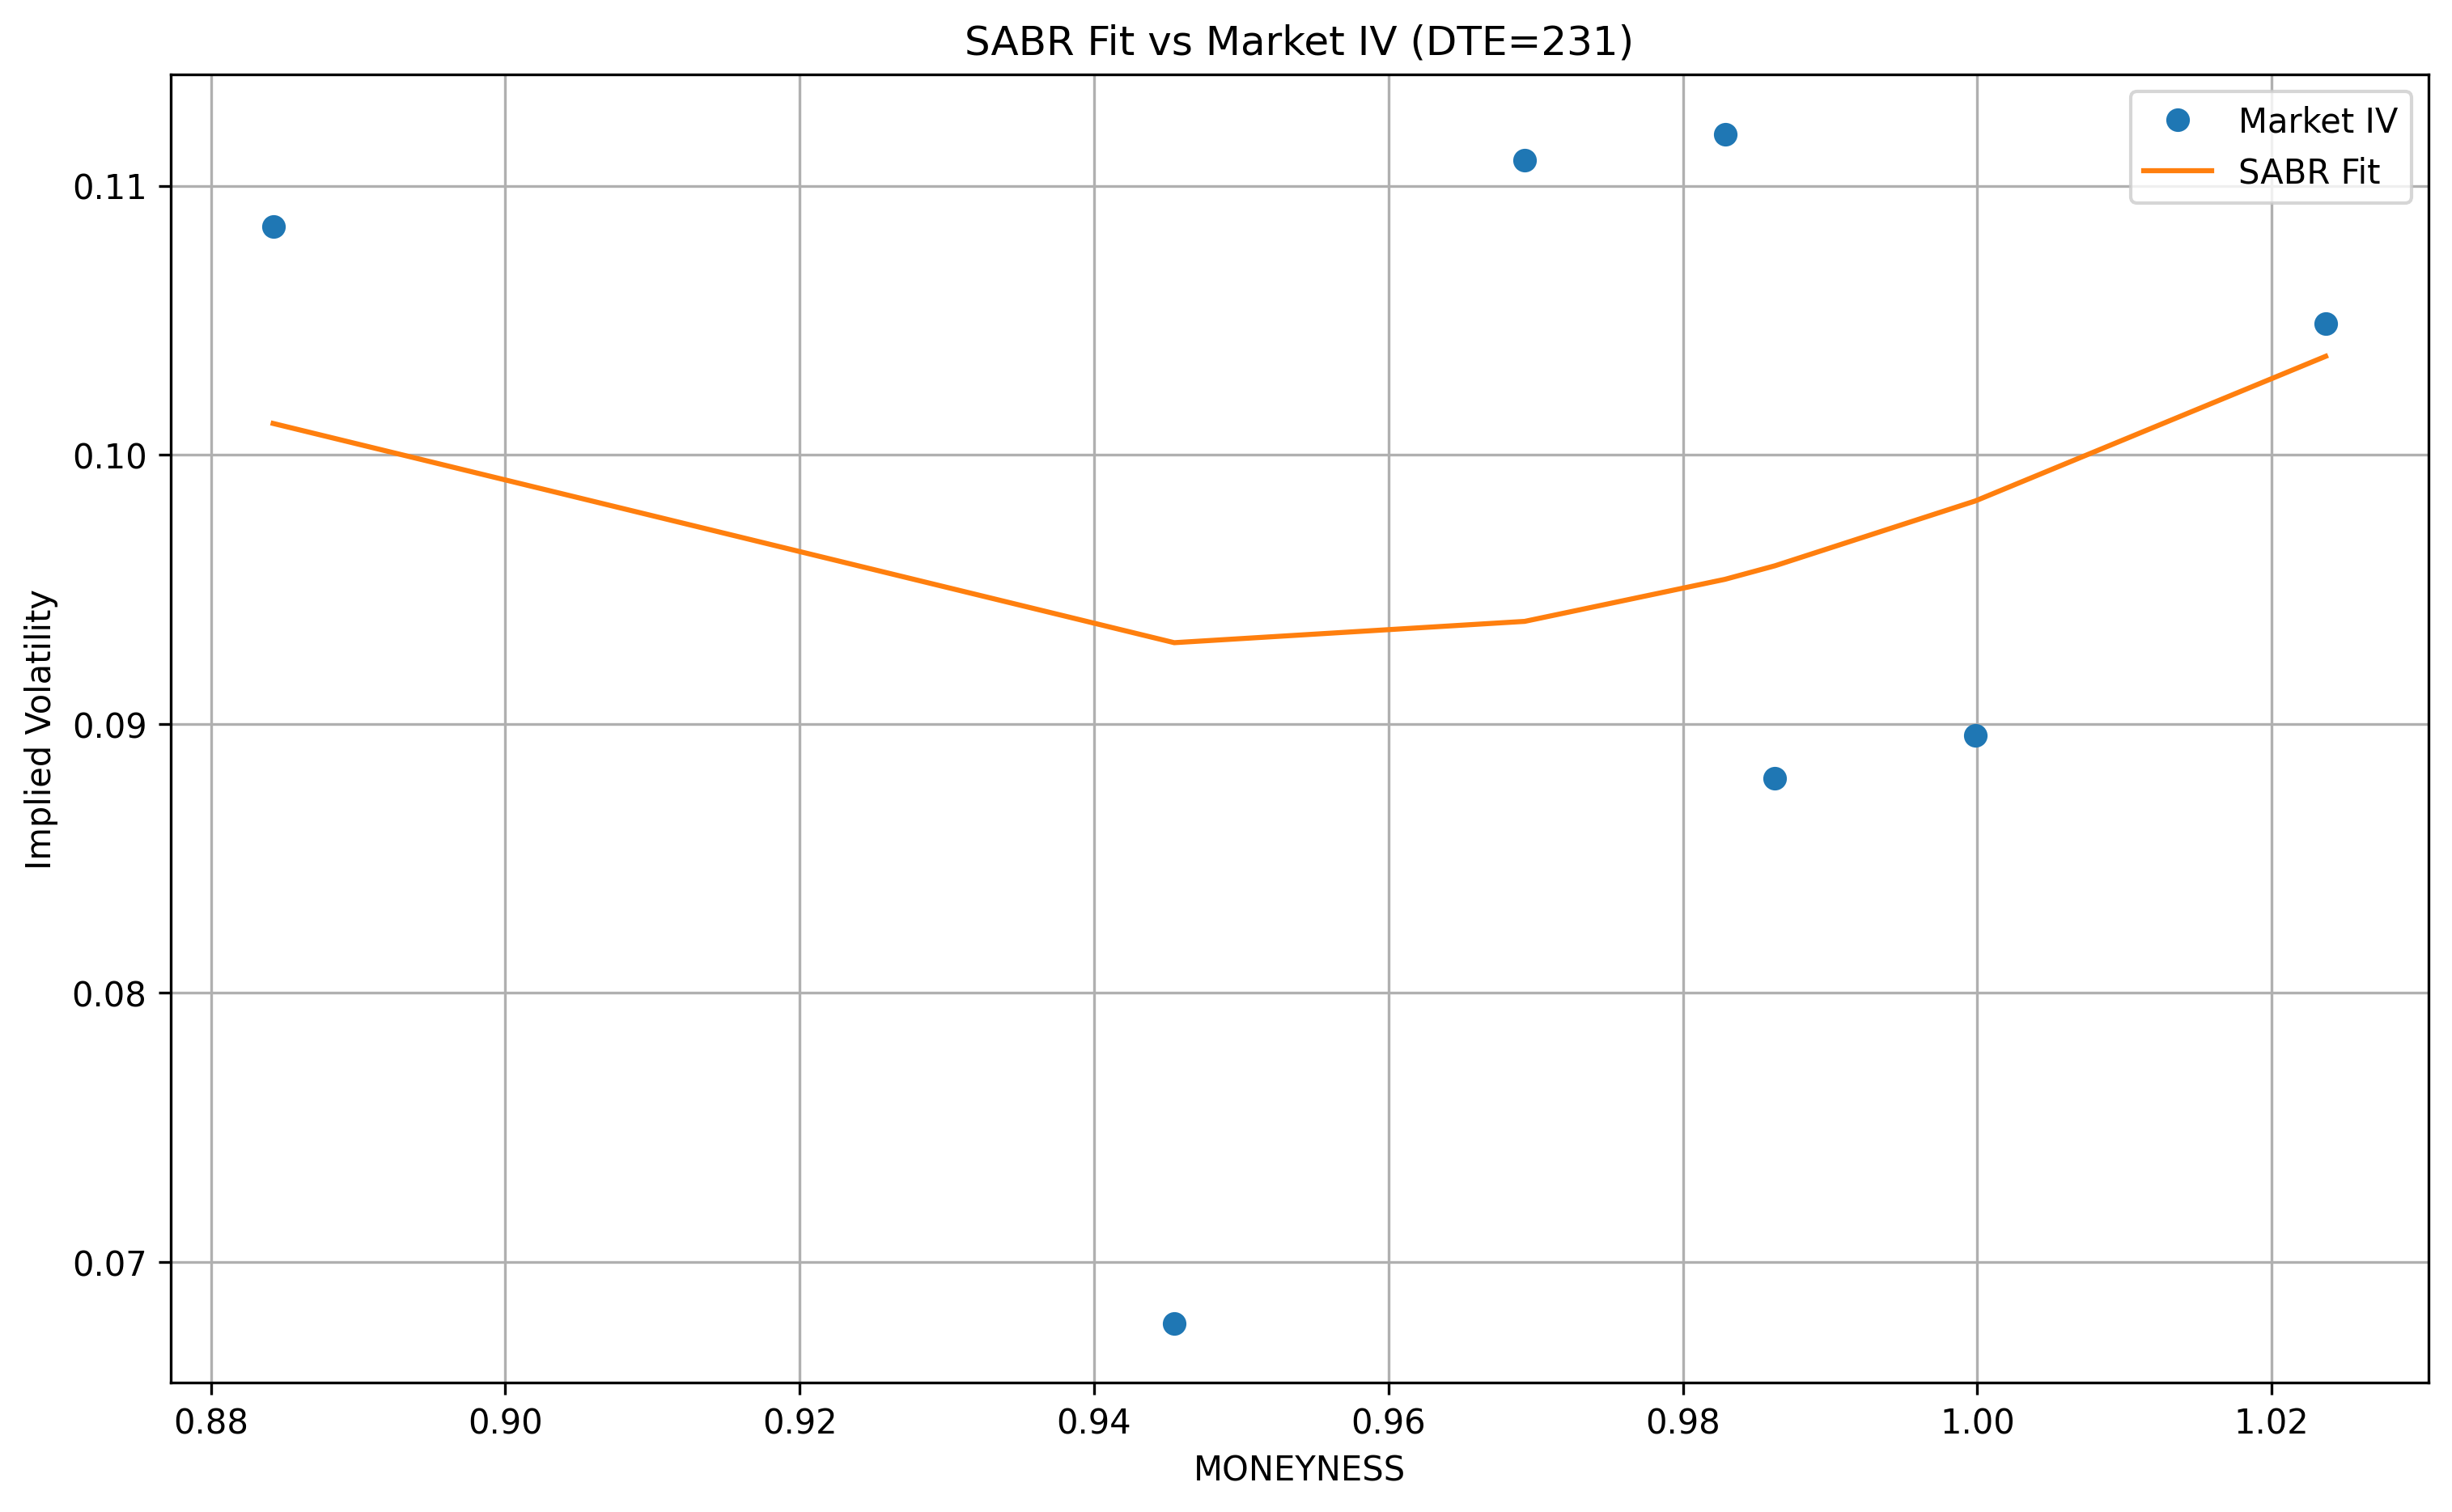 SABR Fit vs Market IV (DTE=231)
Market IV
SABR Fit
Implied Volatility
0.11
0.10
0.09
0.08
0.07
0.88 0.90 0.92 0.94 0.96 0.98 1.00 1.02
MONEYNESS